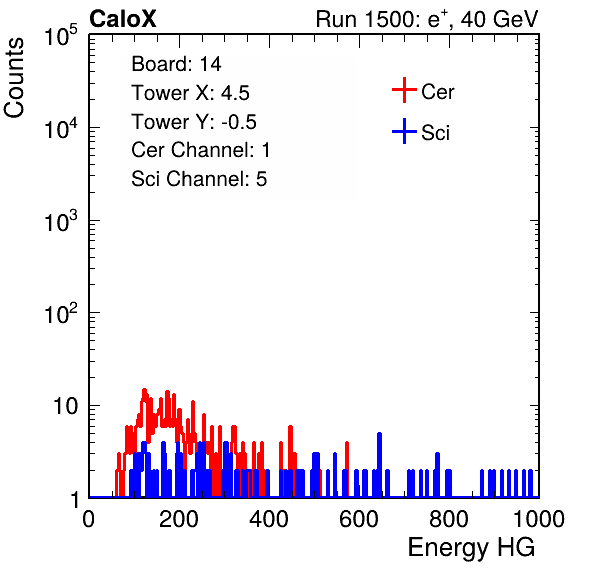 CaloX Run 1500: e⁺, 40 GeV
Counts
Board: 14
Tower X: 4.5
Tower Y: -0.5
Cer Channel: 1
Sci Channel: 5
Cer
Sci
10⁵
10⁴
10³
10²
10
1
0 200 400 600 800 1000
Energy HG